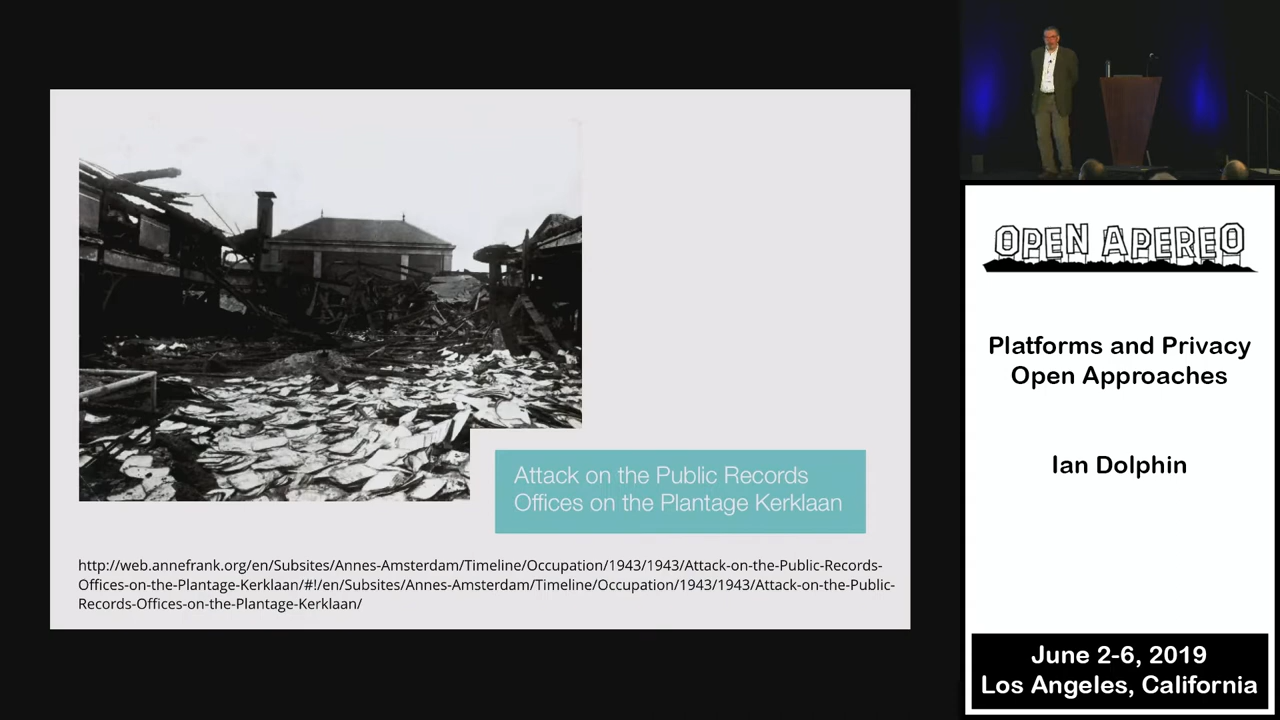 Attack on the Public Records
Offices on the Plantage Kerklaan
http://web.annefrank.org/en/Subsites/Annes-Amsterdam/Timeline/Occupation/1943/1943/Attack-on-the-Public-Records-
Offices-on-the-Plantage-Kerklaan/#!/en/Subsites/Annes-Amsterdam/Timeline/Occupation/1943/1943/Attack-on-the-Public-
Records-Offices-on-the-Plantage-Kerklaan/
OPEN APEREO
Platforms and Privacy
Open Approaches
Ian Dolphin
June 2-6, 2019
Los Angeles, California